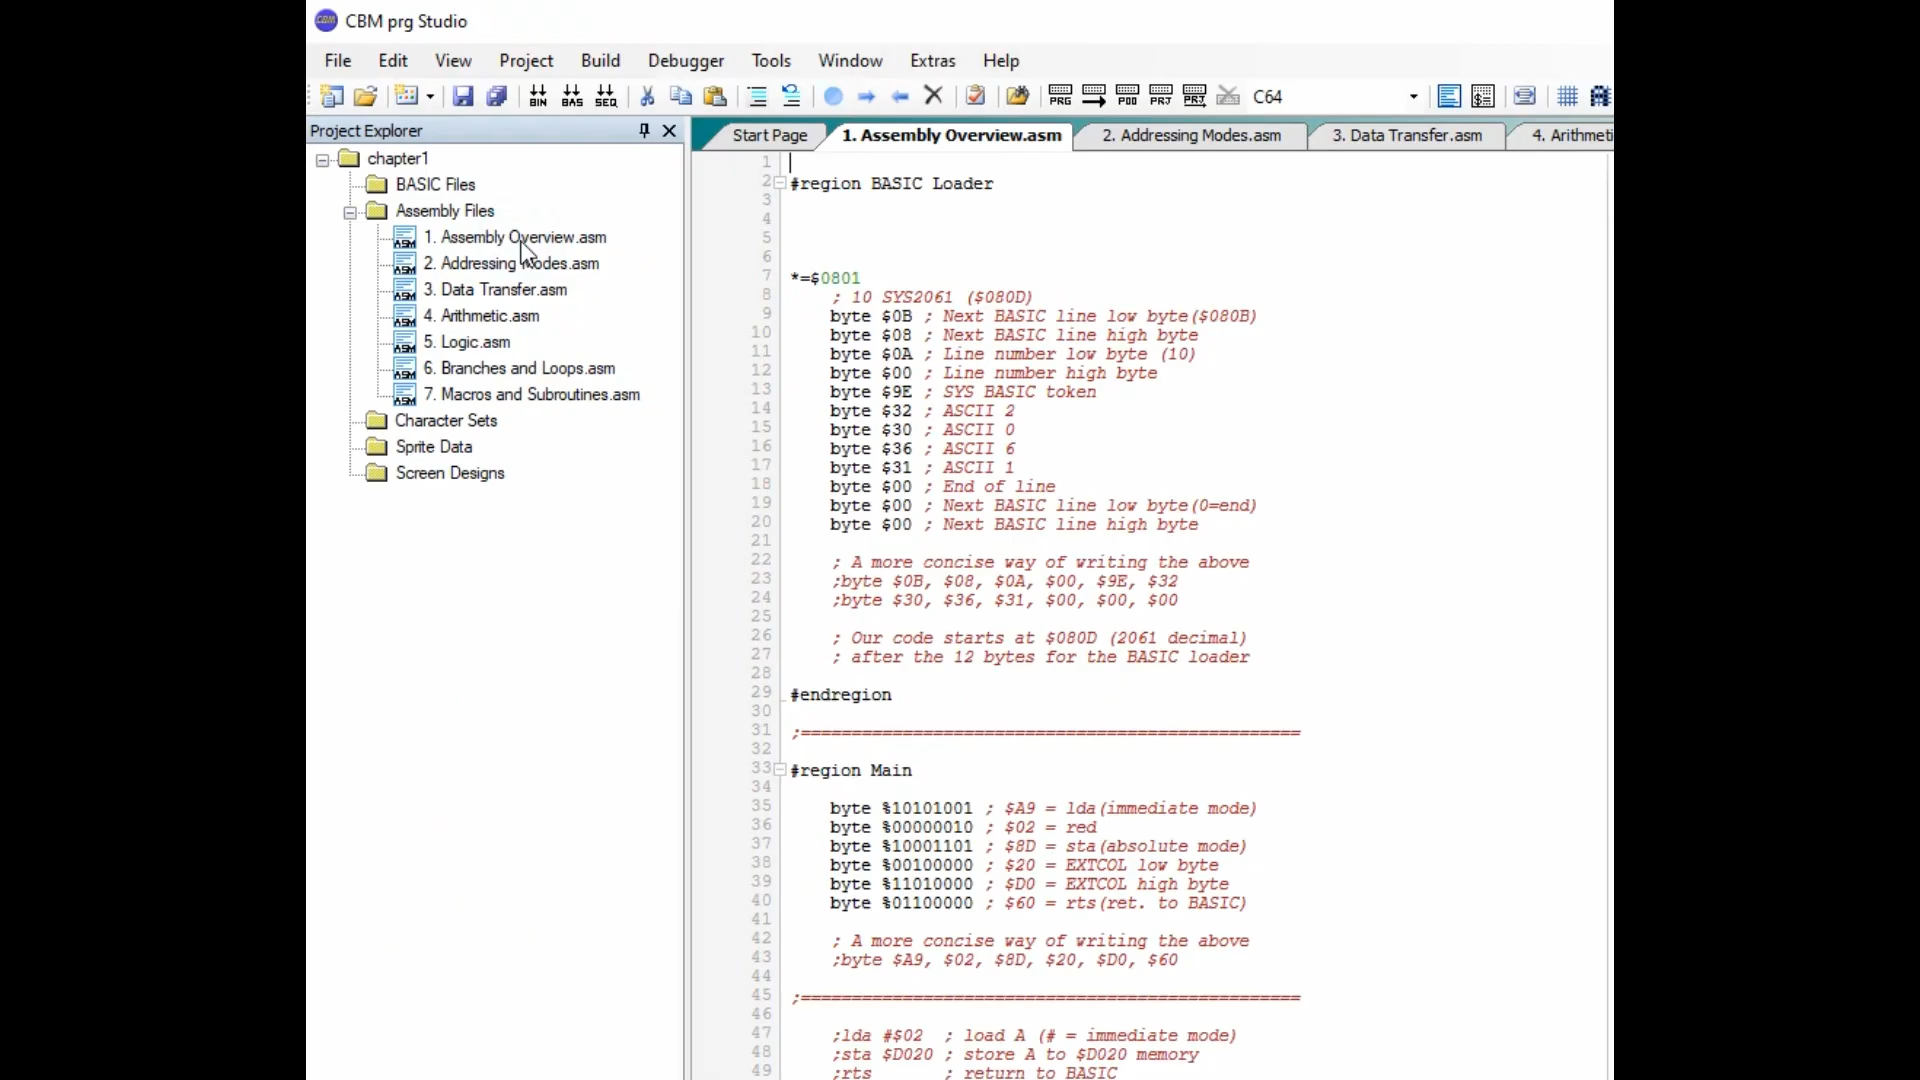 CBM prg Studio
File Edit View Project Build Debugger Tools Window Extras Help
BIN BAS SEQ PRG POO PRJ PRJ C64
Project Explorer
chapter1
BASIC Files
Assembly Files
1. Assembly Overview.asm
2. Addressing Modes.asm
3. Data Transfer.asm
4. Arithmetic.asm
5. Logic.asm
6. Branches and Loops.asm
7. Macros and Subroutines.asm
Character Sets
Sprite Data
Screen Designs
Start Page 1. Assembly Overview.asm 2. Addressing Modes.asm 3. Data Transfer.asm 4. Arithmeti
1
2 #region BASIC Loader
3
4
5
6
7 *=$0801
8 ; 10 SYS2061 ($080D)
9 byte $0B ; Next BASIC line low byte($080B)
10 byte $08 ; Next BASIC line high byte
11 byte $0A ; Line number low byte (10)
12 byte $00 ; Line number high byte
13 byte $9E ; SYS BASIC token
14 byte $32 ; ASCII 2
15 byte $30 ; ASCII 0
16 byte $36 ; ASCII 6
17 byte $31 ; ASCII 1
18 byte $00 ; End of line
19 byte $00 ; Next BASIC line low byte(0=end)
20 byte $00 ; Next BASIC line high byte
21
22 ; A more concise way of writing the above
23 ;byte $0B, $08, $0A, $00, $9E, $32
24 ;byte $30, $36, $31, $00, $00, $00
25
26 ; Our code starts at $080D (2061 decimal)
27 ; after the 12 bytes for the BASIC loader
28
29 #endregion
30
31 ;=================================================
32
33 #region Main
34
35 byte %10101001 ; $A9 = lda(immediate mode)
36 byte %00000010 ; $02 = red
37 byte %10001101 ; $8D = sta(absolute mode)
38 byte %00100000 ; $20 = EXTCOL low byte
39 byte %11010000 ; $D0 = EXTCOL high byte
40 byte %01100000 ; $60 = rts(ret. to BASIC)
41
42 ; A more concise way of writing the above
43 ;byte $A9, $02, $8D, $20, $D0, $60
44
45 ;=================================================
46
47 ;lda #$02 ; load A (# = immediate mode)
48 ;sta $D020 ; store A to $D020 memory
49 ;rts ; return to BASIC